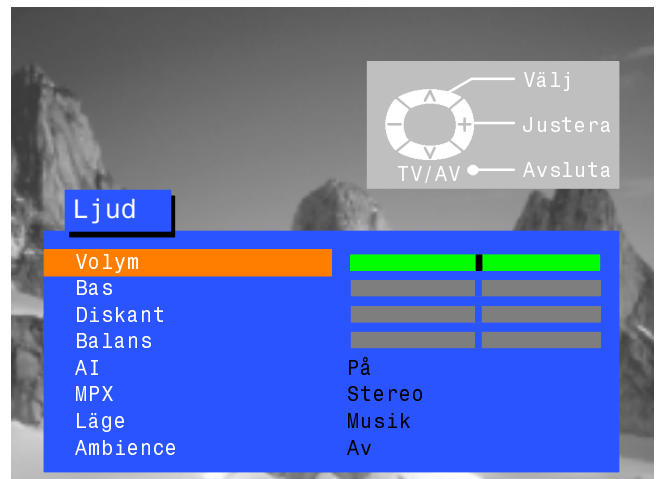 Välj
Justera
TV/AV Avsluta
Ljud
Volym
Bas
Diskant
Balans
AI På
MPX Stereo
Läge Musik
Ambience Av